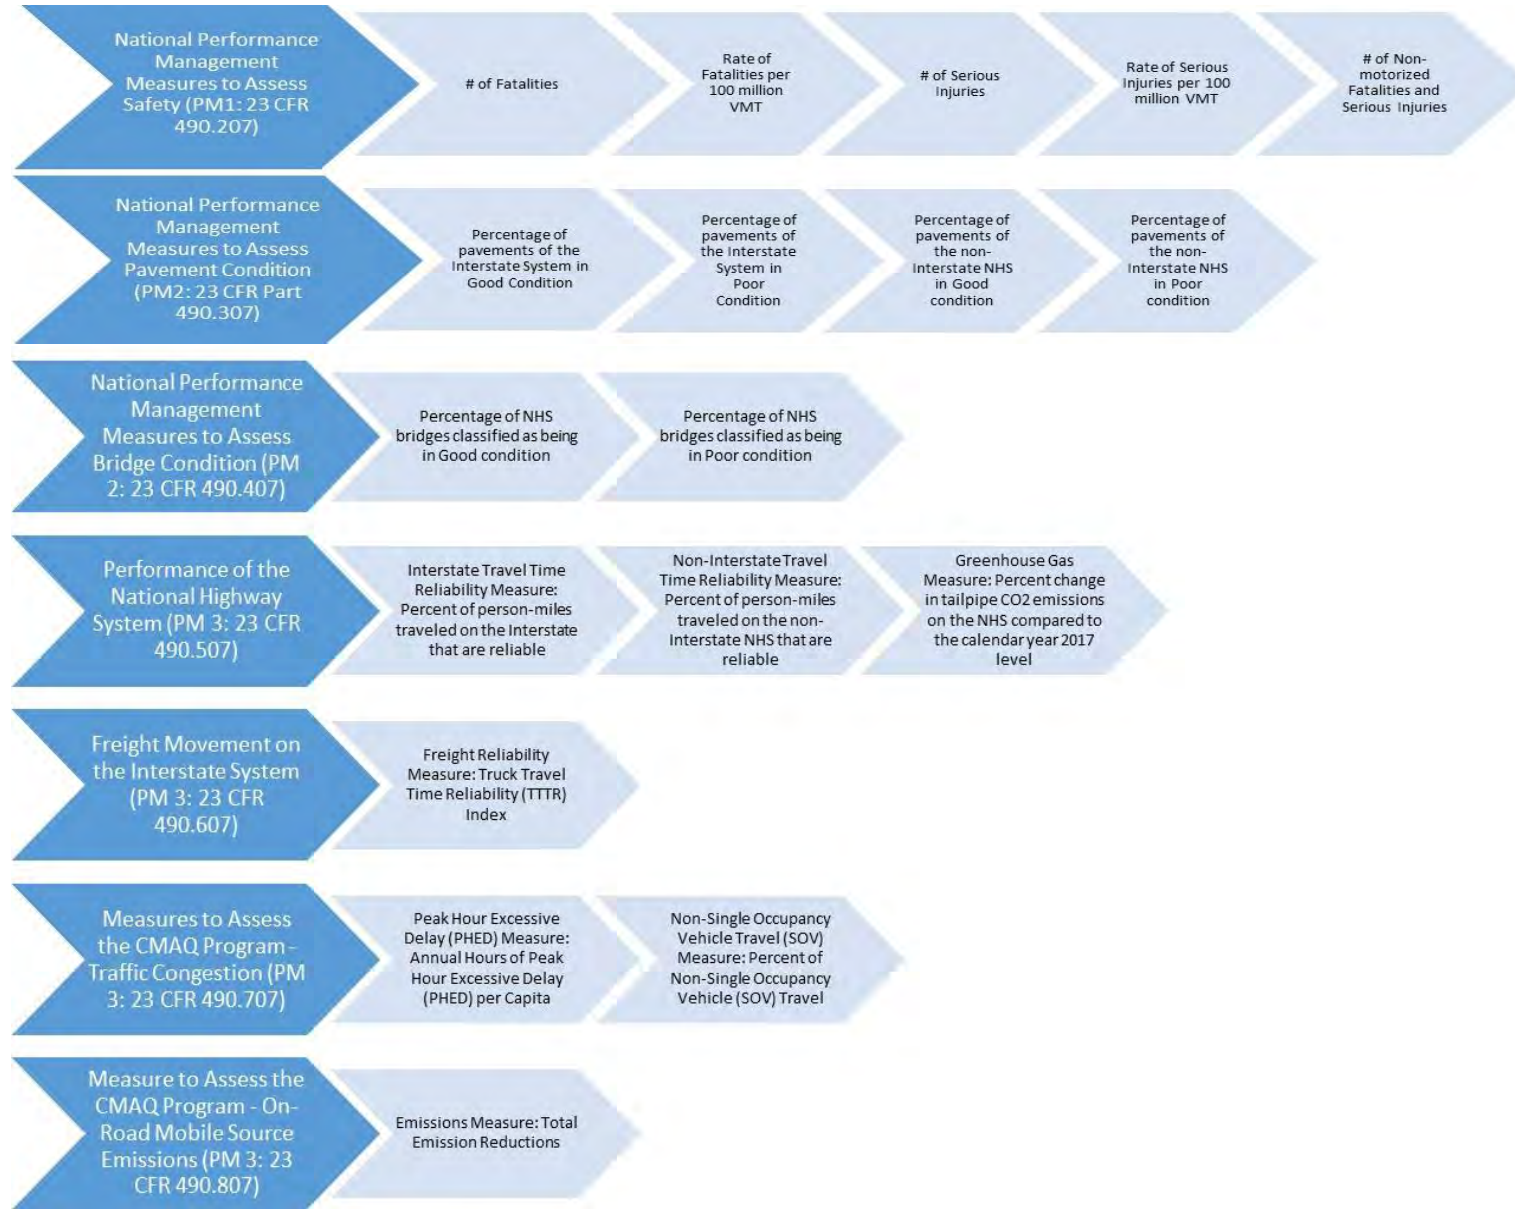 National Performance
Management
Measures to Assess
Safety (PM1: 23 CFR
490.207)
# of Fatalities
Rate of
Fatalities per
100 million
VMT
# of Serious
Injuries
Rate of Serious
Injuries per 100
million VMT
# of Non-
motorized
Fatalities and
Serious Injuries
National Performance
Management
Measures to Assess
Pavement Condition
(PM2: 23 CFR Part
490.307)
Percentage of
pavements of the
Interstate System in
Good Condition
Percentage of
pavements of
the Interstate
System in
Poor
Condition
Percentage of
pavements of
the non-
Interstate NHS
in Good
condition
Percentage of
pavements of
the non-
Interstate NHS
in Poor
condition
National Performance
Management
Measures to Assess
Bridge Condition (PM
2: 23 CFR 490.407)
Percentage of NHS
bridges classified as being
in Good condition
Percentage of NHS
bridges classified as being
in Poor condition
Performance of the
National Highway
System (PM 3: 23 CFR
490.507)
Interstate Travel Time
Reliability Measure:
Percent of person-miles
traveled on the Interstate
that are reliable
Non-Interstate Travel
Time Reliability Measure:
Percent of person-miles
traveled on the non-
Interstate NHS that are
reliable
Greenhouse Gas
Measure: Percent change
in tailpipe CO2 emissions
on the NHS compared to
the calendar year 2017
level
Freight Movement on
the Interstate System
(PM 3: 23 CFR
490.607)
Freight Reliability
Measure: Truck Travel
Time Reliability (TTTR)
Index
Measures to Assess
the CMAQ Program -
Traffic Congestion (PM
3: 23 CFR 490.707)
Peak Hour Excessive
Delay (PHED) Measure:
Annual Hours of Peak
Hour Excessive Delay
(PHED) per Capita
Non-Single Occupancy
Vehicle Travel (SOV)
Measure: Percent of
Non-Single Occupancy
Vehicle (SOV) Travel
Measure to Assess the
CMAQ Program - On-
Road Mobile Source
Emissions (PM 3: 23
CFR 490.807)
Emissions Measure: Total
Emission Reductions